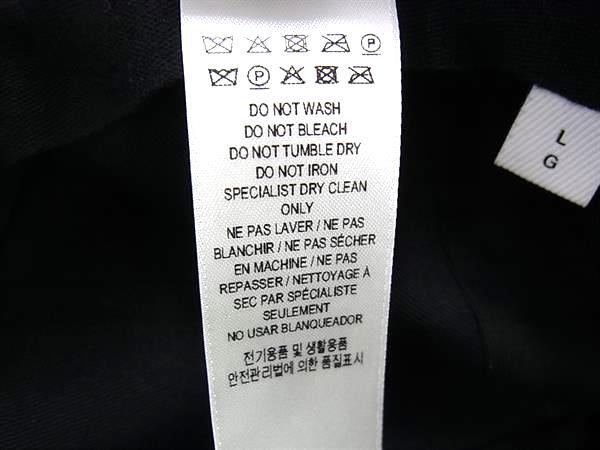 DO NOT WASH
DO NOT BLEACH
DO NOT TUMBLE DRY
DO NOT IRON
SPECIALIST DRY CLEAN
ONLY
NE PAS LAVER / NE PAS
BLANCHIR / NE PAS SÉCHER
EN MACHINE / NE PAS
REPASSER / NETTOYAGE À
SEC PAR SPÉCIALISTE
SEULEMENT
NO USAR BLANQUEADOR
전기용품 및 생활용품
안전관리법에 의한 품질표시
L
G